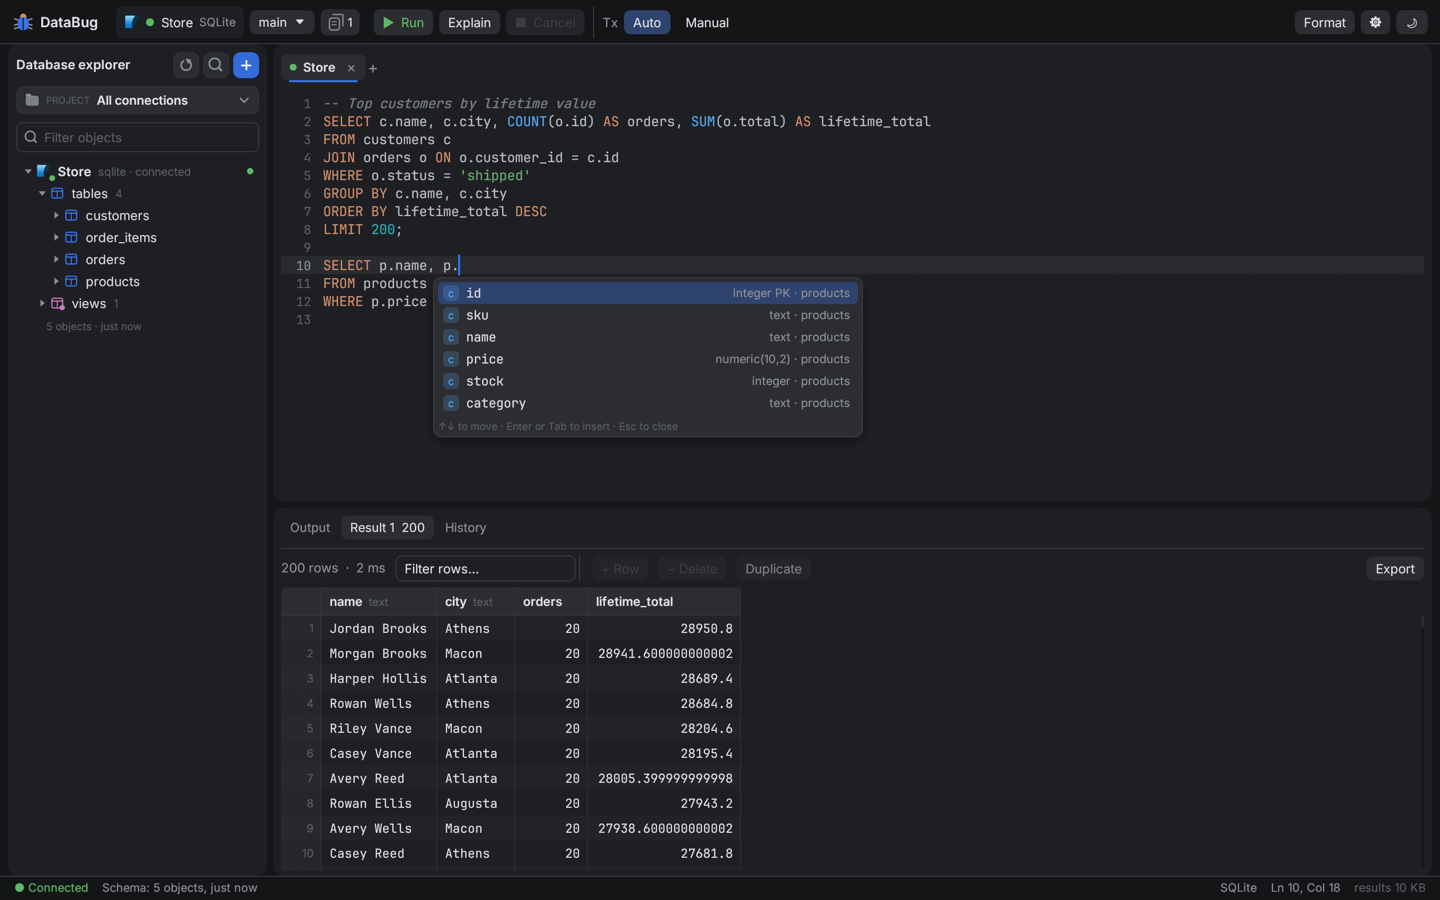 DataBug
Store SQLite
main
1
Run
Explain
Cancel
Tx
Auto
Manual
Format
Database explorer
+
PROJECT All connections
Filter objects
Store sqlite · connected
tables 4
customers
order_items
orders
products
views 1
5 objects · just now
Store × +
1 -- Top customers by lifetime value
2 SELECT c.name, c.city, COUNT(o.id) AS orders, SUM(o.total) AS lifetime_total
3 FROM customers c
4 JOIN orders o ON o.customer_id = c.id
5 WHERE o.status = 'shipped'
6 GROUP BY c.name, c.city
7 ORDER BY lifetime_total DESC
8 LIMIT 200;
9
10 SELECT p.name, p.
11 FROM products
12 WHERE p.price
13
c id integer PK · products
c sku text · products
c name text · products
c price numeric(10,2) · products
c stock integer · products
c category text · products
↑↓ to move · Enter or Tab to insert · Esc to close
Output
Result 1 200
History
200 rows · 2 ms
Filter rows...
+ Row
− Delete
Duplicate
Export
name text city text orders lifetime_total
1 Jordan Brooks Athens 20 28950.8
2 Morgan Brooks Macon 20 28941.600000000002
3 Harper Hollis Atlanta 20 28689.4
4 Rowan Wells Athens 20 28684.8
5 Riley Vance Macon 20 28204.6
6 Casey Vance Atlanta 20 28195.4
7 Avery Reed Atlanta 20 28005.399999999998
8 Rowan Ellis Augusta 20 27943.2
9 Avery Wells Macon 20 27938.600000000002
10 Casey Reed Athens 20 27681.8
Connected
Schema: 5 objects, just now
SQLite
Ln 10, Col 18
results 10 KB